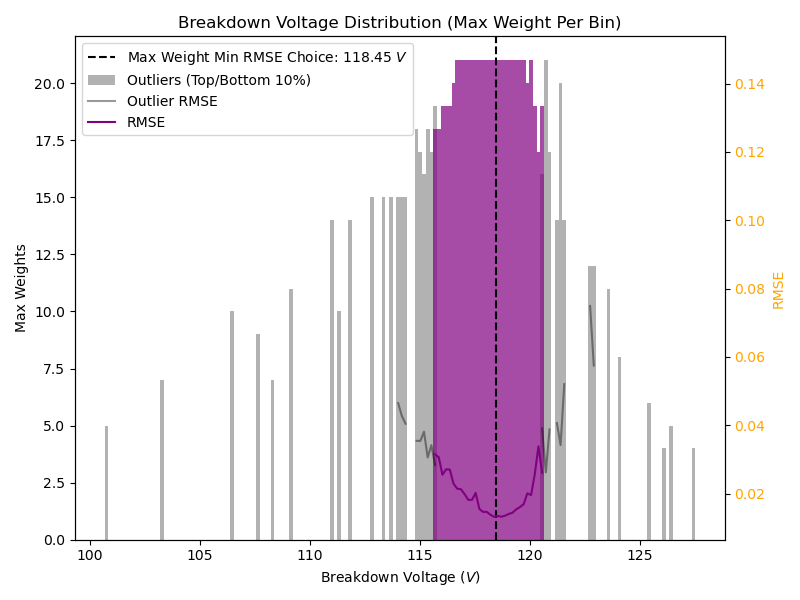 Breakdown Voltage Distribution (Max Weight Per Bin)
Max Weight Min RMSE Choice: 118.45 V
Outliers (Top/Bottom 10%)
Outlier RMSE
RMSE
20.0
17.5
15.0
12.5
10.0
7.5
5.0
2.5
0.0
Max Weights
0.14
0.12
0.10
0.08
0.06
0.04
0.02
RMSE
100
105
110
115
120
125
Breakdown Voltage (V)